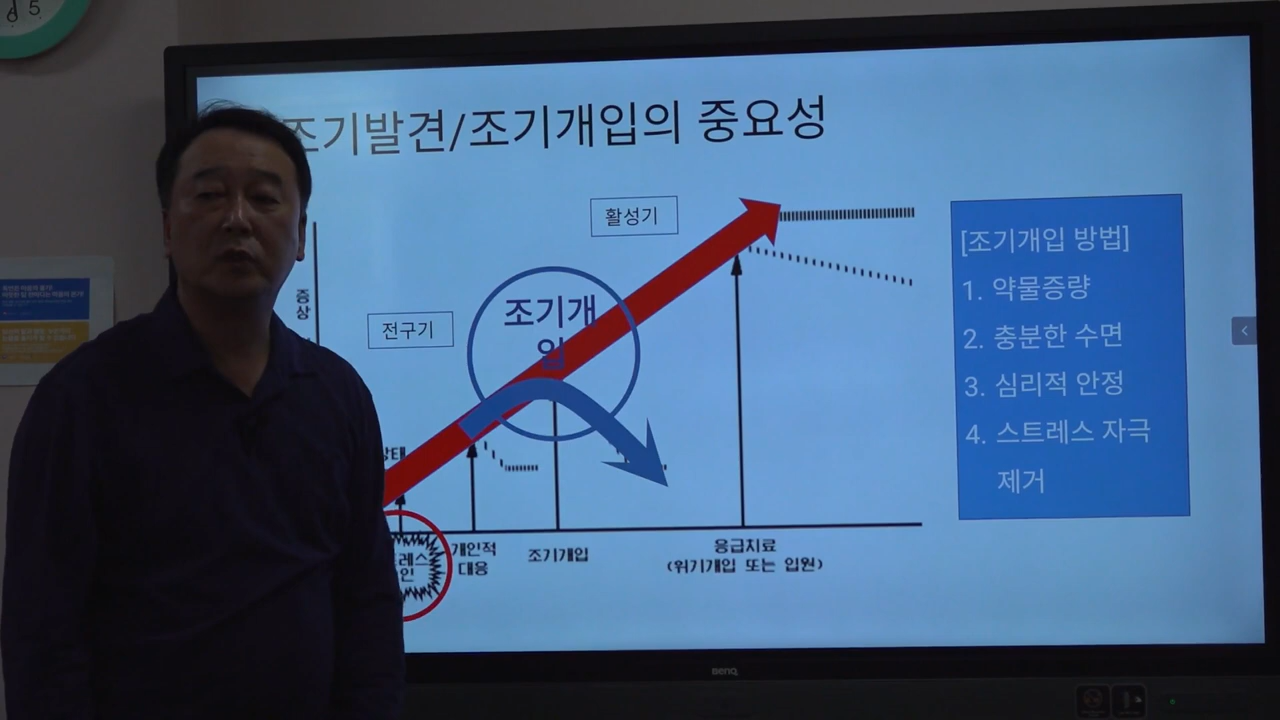 조기발견/조기개입의 중요성
활성기
[조기개입 방법]
1. 약물증량
2. 충분한 수면
3. 심리적 안정
4. 스트레스 자극
제거
증상
전구기
조기개
입
개인적
대응
조기개입
응급치료
(위기개입 또는 입원)
BenQ
5